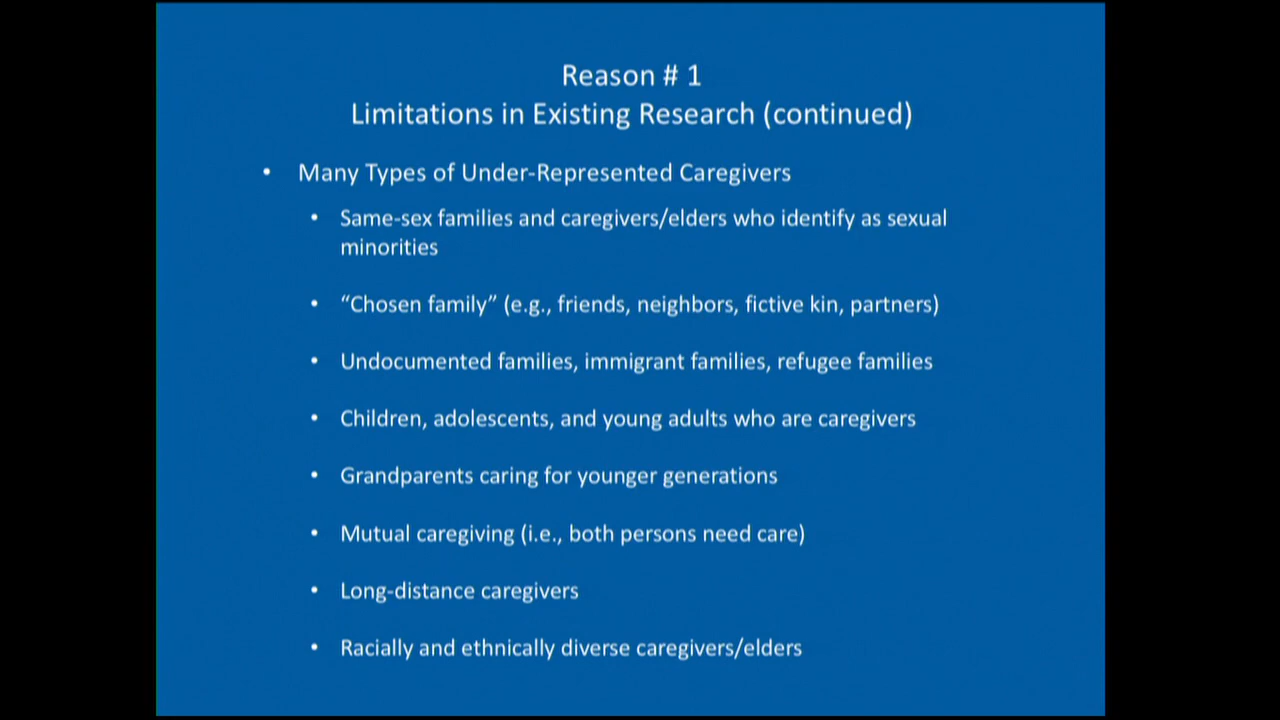 Reason # 1
Limitations in Existing Research (continued)
• Many Types of Under-Represented Caregivers
• Same-sex families and caregivers/elders who identify as sexual
minorities
• “Chosen family” (e.g., friends, neighbors, fictive kin, partners)
• Undocumented families, immigrant families, refugee families
• Children, adolescents, and young adults who are caregivers
• Grandparents caring for younger generations
• Mutual caregiving (i.e., both persons need care)
• Long-distance caregivers
• Racially and ethnically diverse caregivers/elders